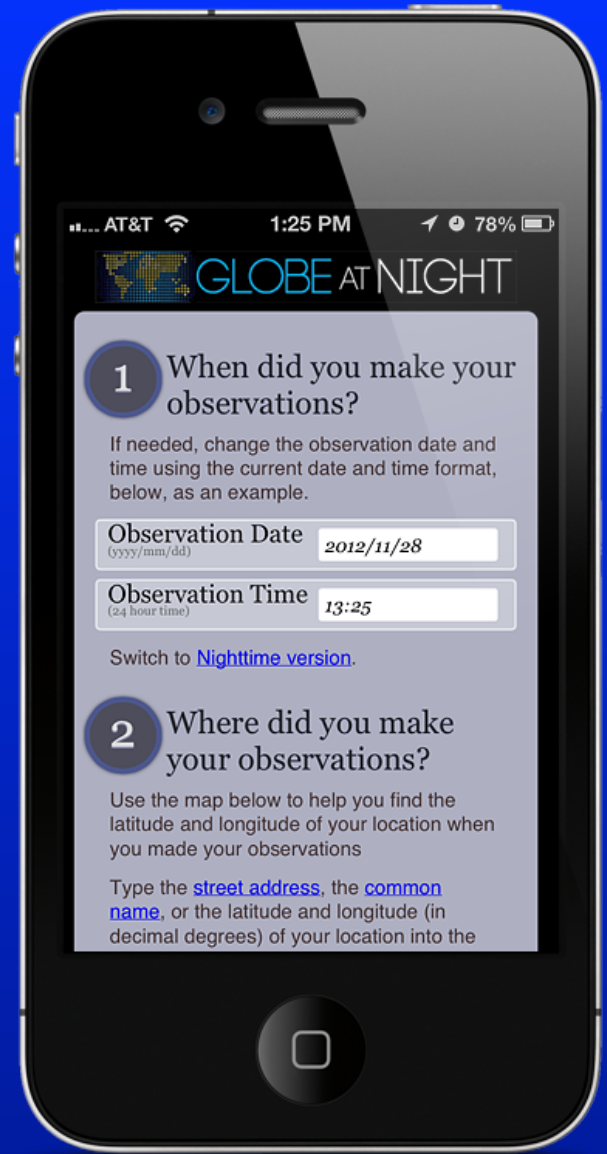 AT&T 1:25 PM 78%
GLOBE AT NIGHT
1 When did you make your
observations?
If needed, change the observation date and
time using the current date and time format,
below, as an example.
Observation Date 2012/11/28
(yyyy/mm/dd)
Observation Time 13:25
(24 hour time)
Switch to Nighttime version.
2 Where did you make
your observations?
Use the map below to help you find the
latitude and longitude of your location when
you made your observations
Type the street address, the common
name, or the latitude and longitude (in
decimal degrees) of your location into the